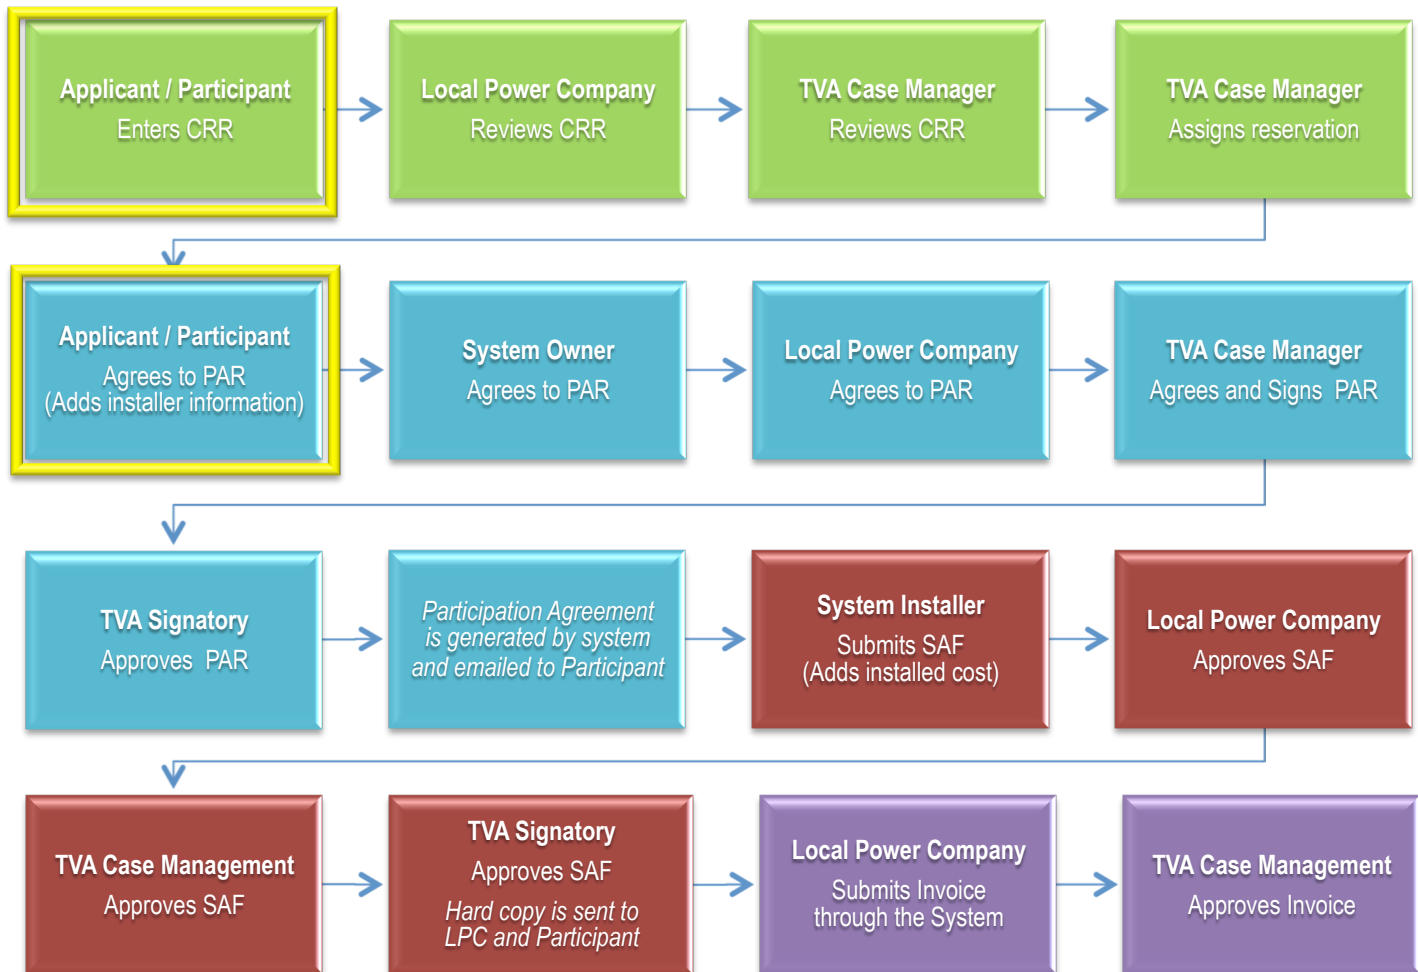 Applicant / Participant
Enters CRR
Local Power Company
Reviews CRR
TVA Case Manager
Reviews CRR
TVA Case Manager
Assigns reservation
Applicant / Participant
Agrees to PAR
(Adds installer information)
System Owner
Agrees to PAR
Local Power Company
Agrees to PAR
TVA Case Manager
Agrees and Signs PAR
TVA Signatory
Approves PAR
Participation Agreement
is generated by system
and emailed to Participant
System Installer
Submits SAF
(Adds installed cost)
Local Power Company
Approves SAF
TVA Case Management
Approves SAF
TVA Signatory
Approves SAF
Hard copy is sent to
LPC and Participant
Local Power Company
Submits Invoice
through the System
TVA Case Management
Approves Invoice